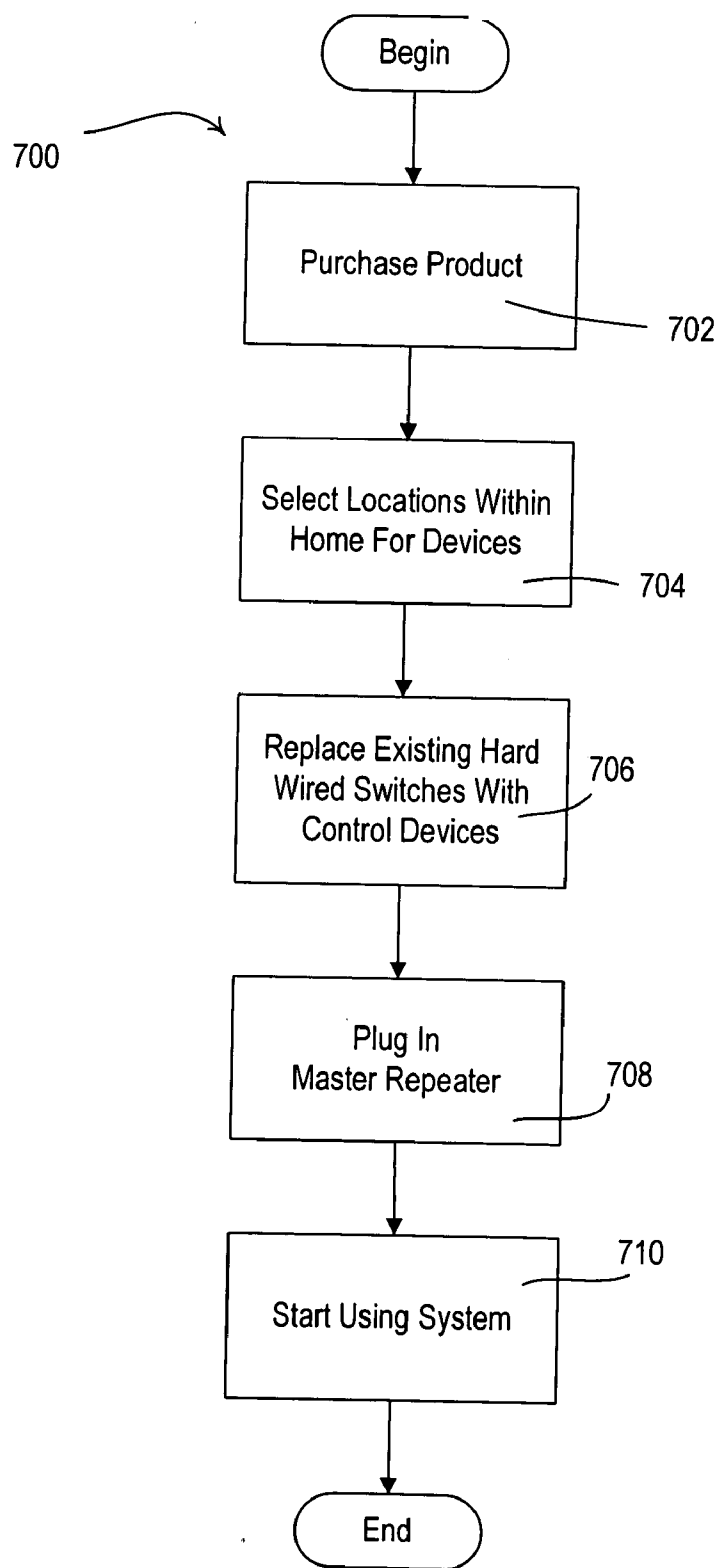 Begin
700
Purchase Product
702
Select Locations Within
Home For Devices
704
Replace Existing Hard
Wired Switches With
Control Devices
706
Plug In
Master Repeater
708
Start Using System
710
End